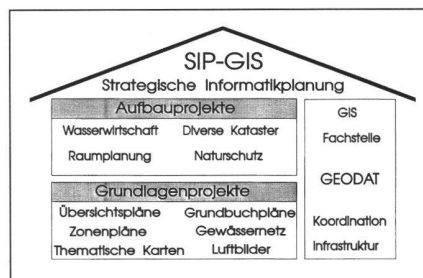 SIP-GIS
Strategische Informatikplanung
Aufbauprojekte
Wasserwirtschaft Diverse Kataster
Raumplanung Naturschutz
Grundlagenprojekte
Übersichtspläne Grundbuchpläne
Zonenpläne Gewässernetz
Thematische Karten Luftbilder
GIS
Fachstelle
GEODAT
Koordination
Infrastruktur